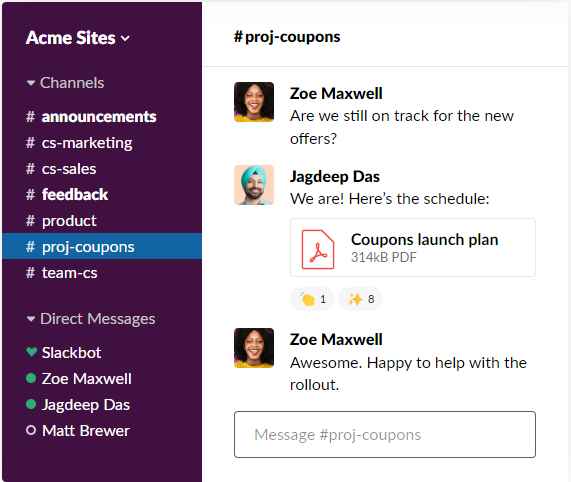 Acme Sites
Channels
# announcements
# cs-marketing
# cs-sales
# feedback
# product
# proj-coupons
# team-cs
Direct Messages
Slackbot
Zoe Maxwell
Jagdeep Das
Matt Brewer
#proj-coupons
Zoe Maxwell
Are we still on track for the new
offers?
Jagdeep Das
We are! Here’s the schedule:
Coupons launch plan
314kB PDF
1
8
Zoe Maxwell
Awesome. Happy to help with the
rollout.
Message #proj-coupons